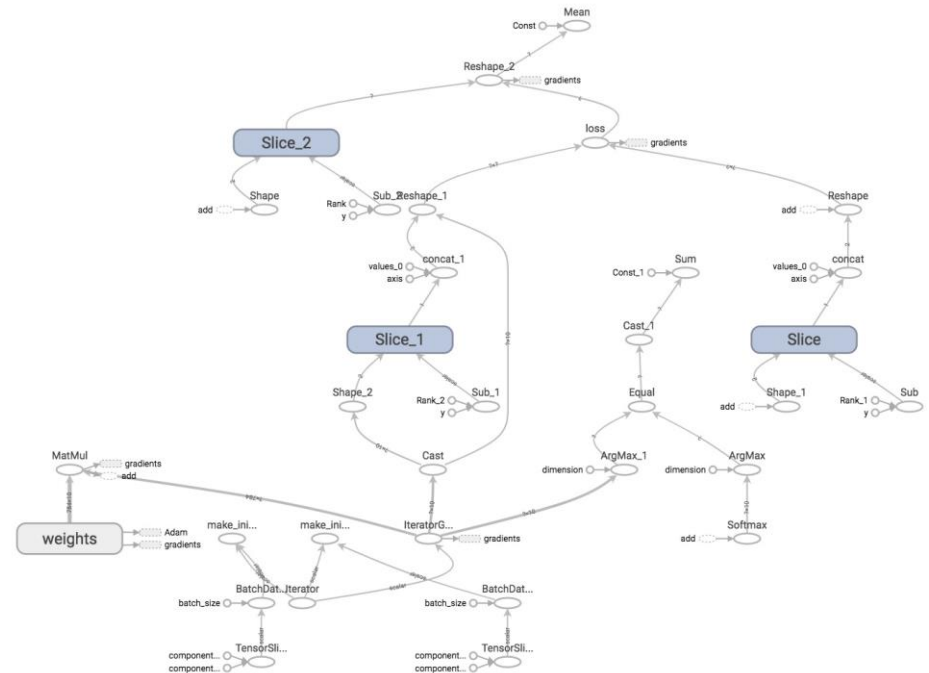 Mean
Const
Reshape_2
gradients
loss
gradients
Slice_2
Shape
add
Rank
y
Reshape_1
Reshape
add
concat_1
values_0
axis
Sum
Const_1
concat
values_0
axis
Slice_1
Cast_1
Slice
Shape_2
Rank_2
y
Sub_1
Equal
Shape_1
add
Rank_1
y
Sub
MatMul
gradients
add
Cast
dimension
ArgMax_1
dimension
ArgMax
weights
Adam
gradients
make_ini...
make_ini...
IteratorG...
gradients
add
Softmax
BatchDat...
Iterator
batch_size
BatchDat...
batch_size
TensorSli...
component...
component...
TensorSli...
component...
component...